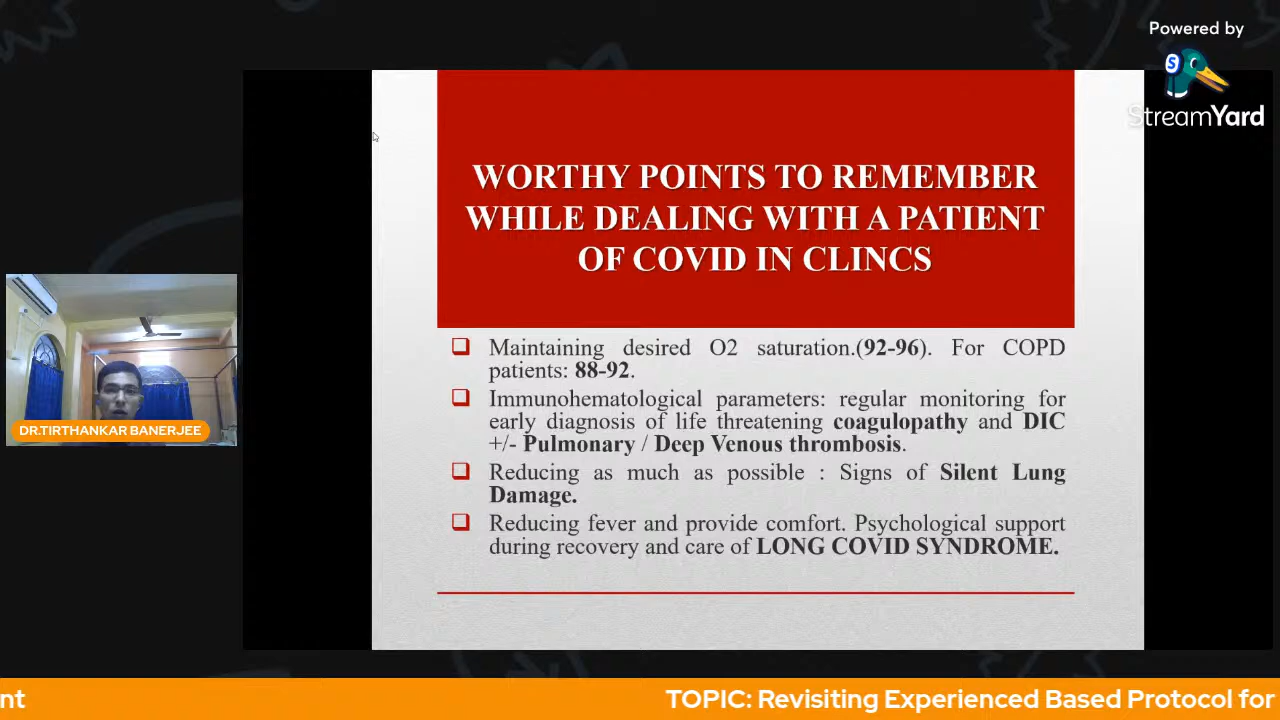 Powered by
StreamYard
WORTHY POINTS TO REMEMBER
WHILE DEALING WITH A PATIENT
OF COVID IN CLINCS
Maintaining desired O2 saturation.(92-96). For COPD
patients: 88-92.
Immunohematological parameters: regular monitoring for
early diagnosis of life threatening coagulopathy and DIC
+/- Pulmonary / Deep Venous thrombosis.
Reducing as much as possible : Signs of Silent Lung
Damage.
Reducing fever and provide comfort. Psychological support
during recovery and care of LONG COVID SYNDROME.
DR.TIRTHANKAR BANERJEE
nt TOPIC: Revisiting Experienced Based Protocol for